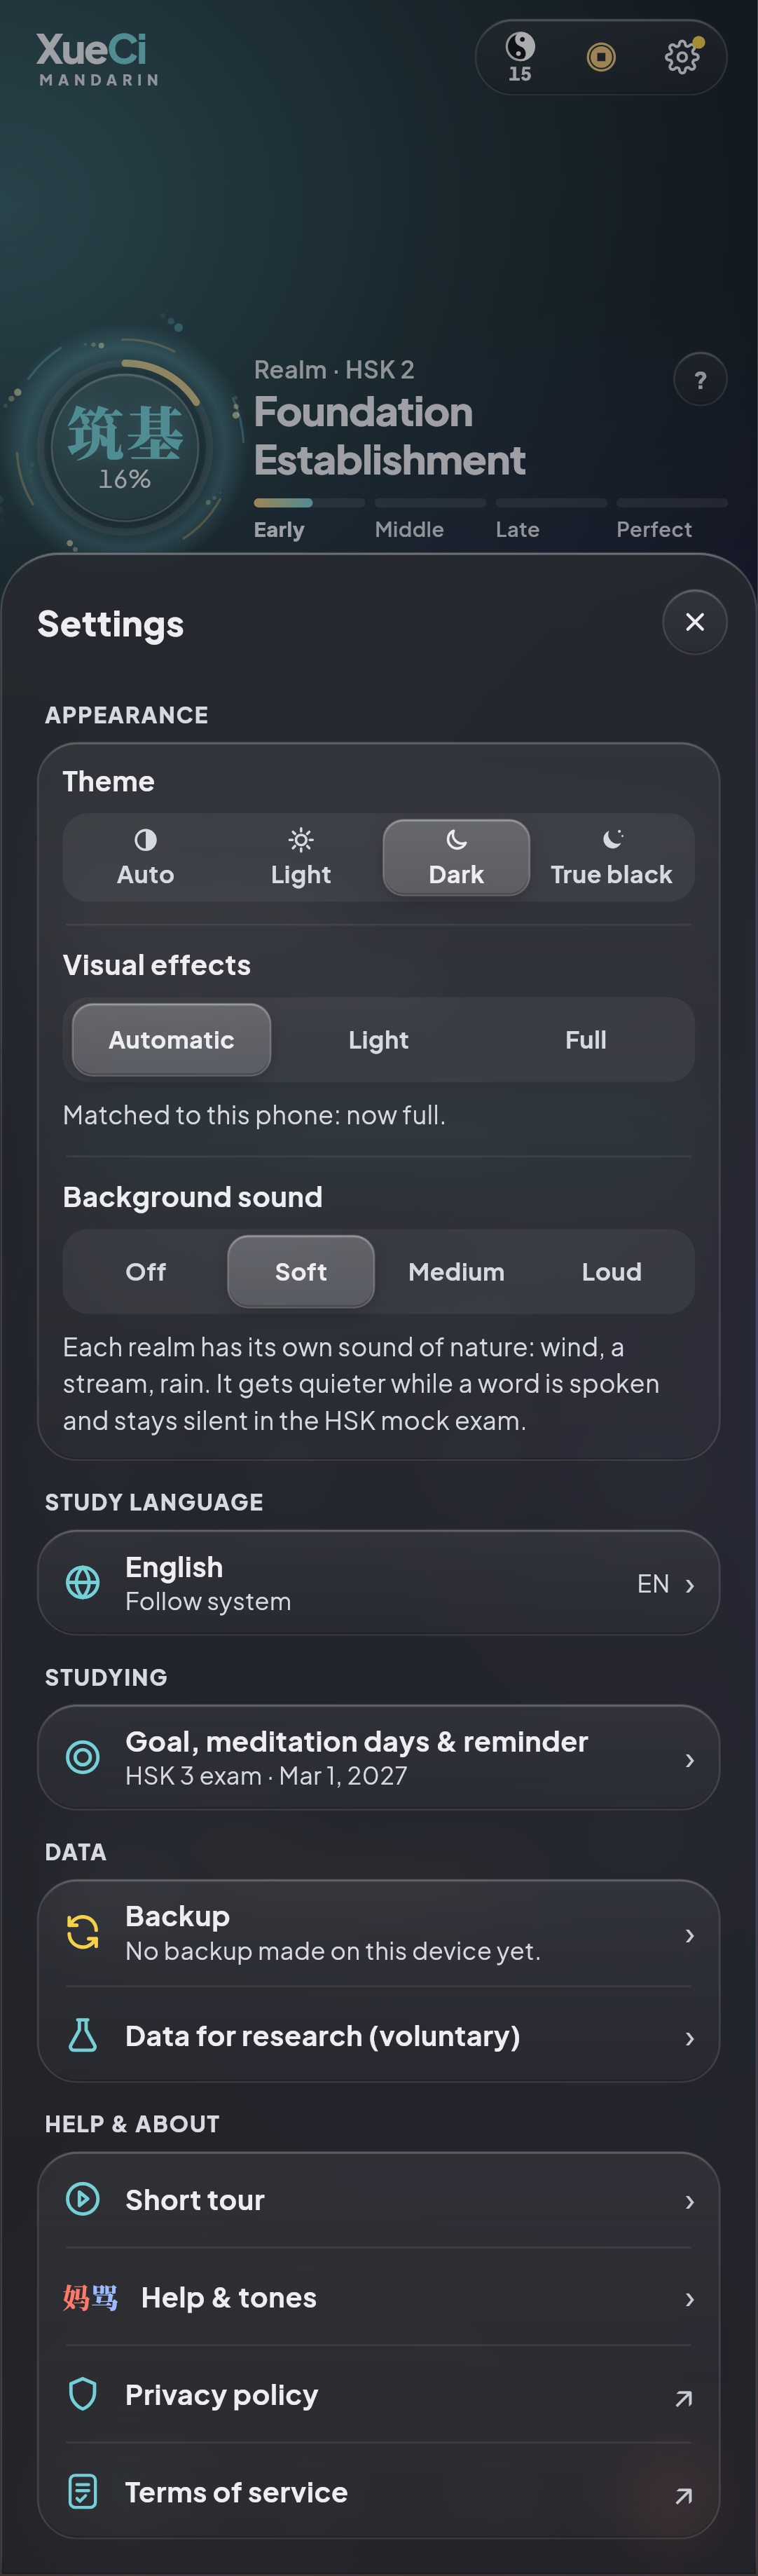 XueCi
MANDARIN
15
筑基
16%
Realm · HSK 2
?
Foundation
Establishment
Early Middle Late Perfect
Settings
APPEARANCE
Theme
Auto Light Dark True black
Visual effects
Automatic Light Full
Matched to this phone: now full.
Background sound
Off Soft Medium Loud
Each realm has its own sound of nature: wind, a
stream, rain. It gets quieter while a word is spoken
and stays silent in the HSK mock exam.
STUDY LANGUAGE
English
Follow system
EN
STUDYING
Goal, meditation days & reminder
HSK 3 exam · Mar 1, 2027
DATA
Backup
No backup made on this device yet.
Data for research (voluntary)
HELP & ABOUT
Short tour
妈骂 Help & tones
Privacy policy
Terms of service